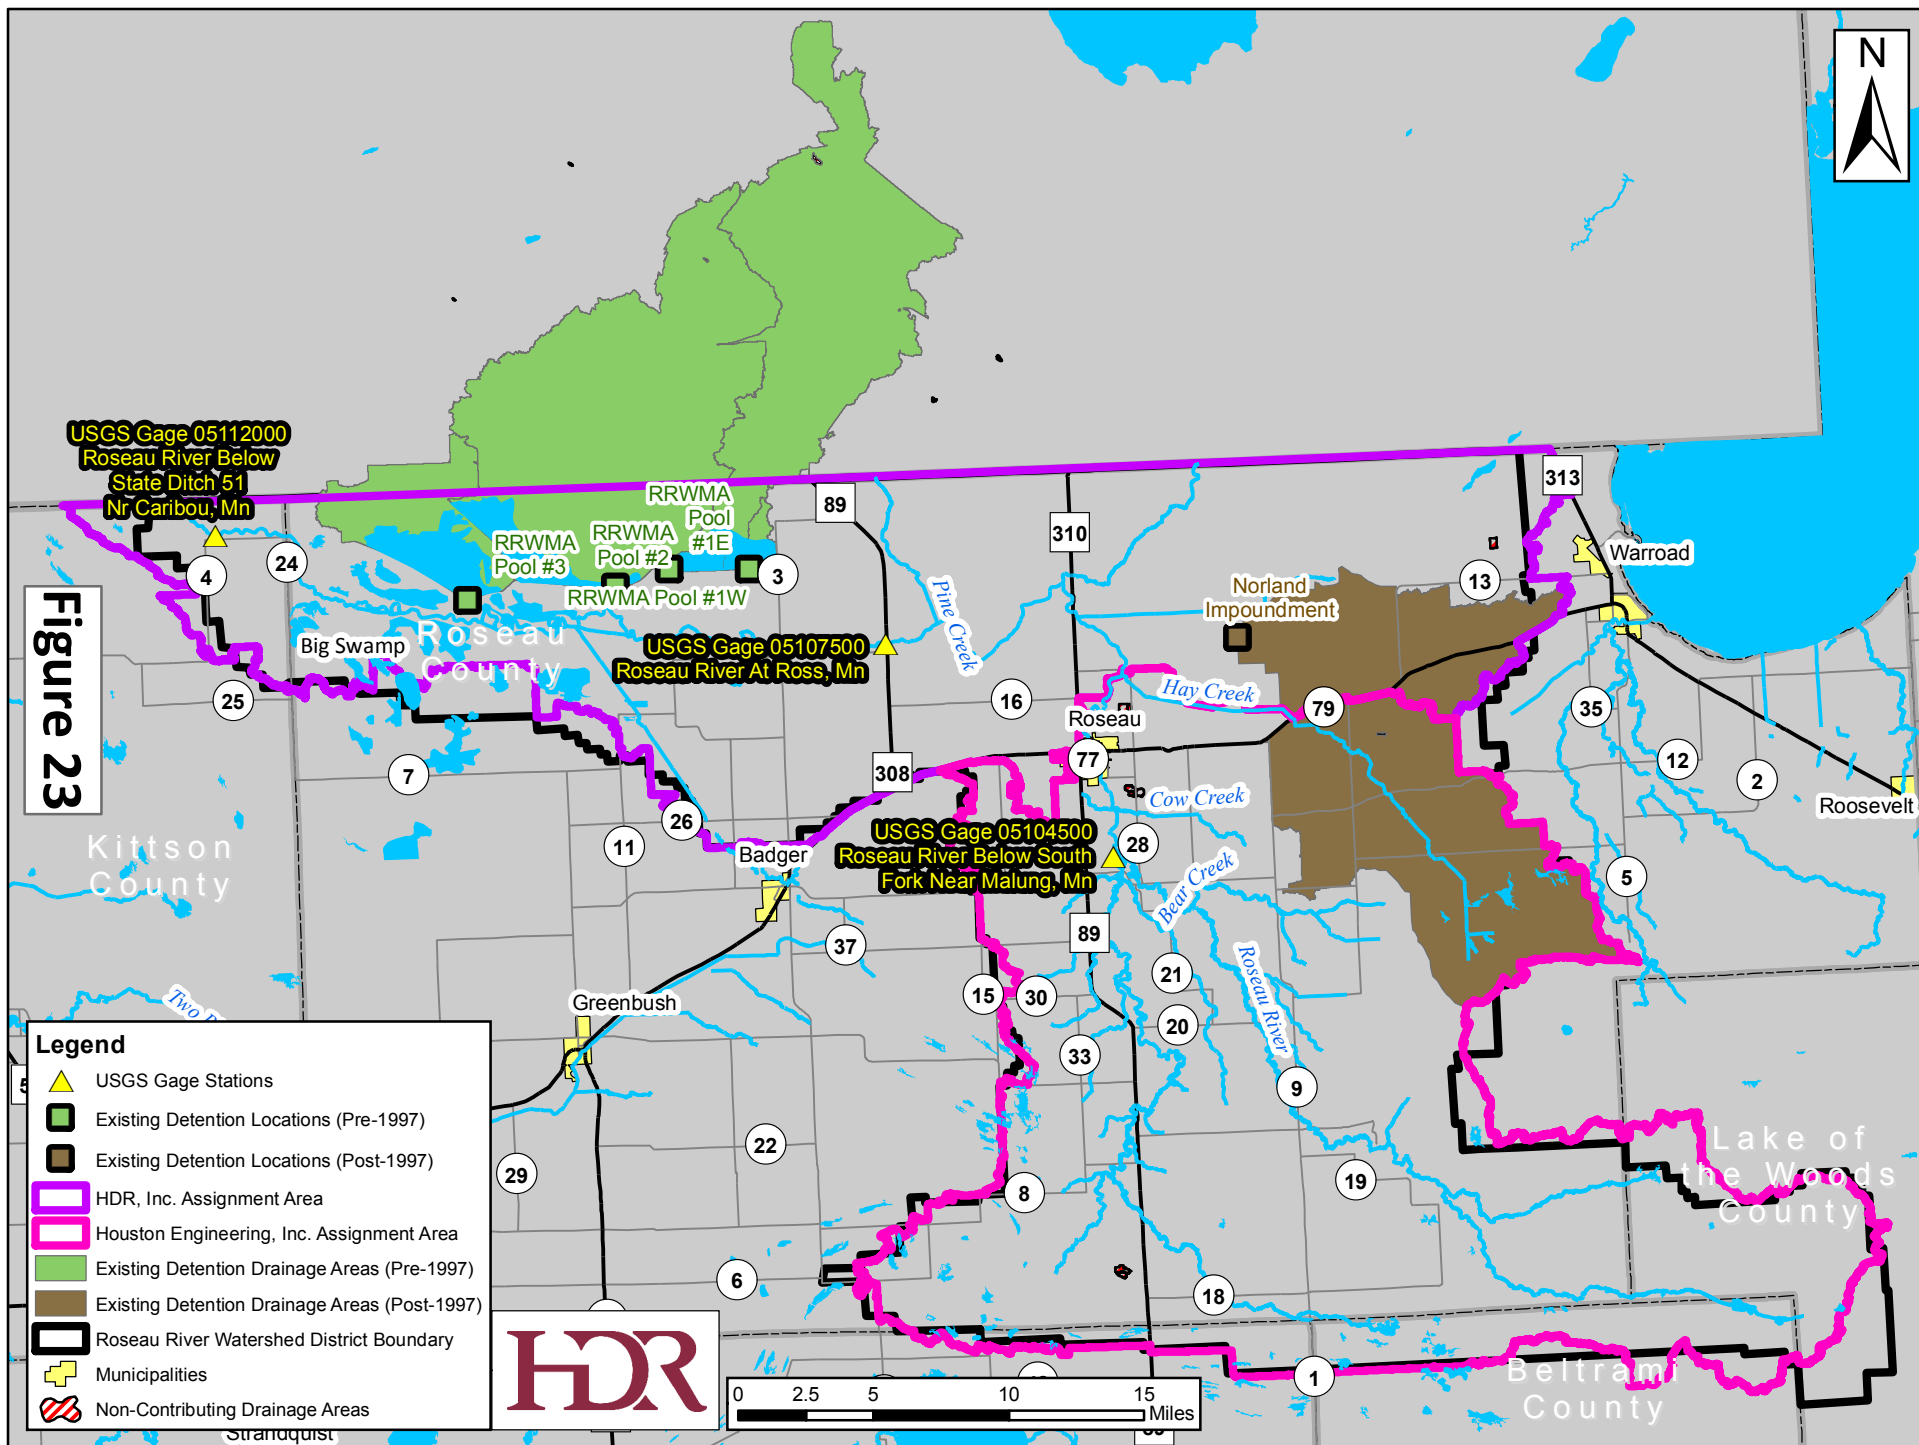 N
USGS Gage 05112000
Roseau River Below
State Ditch 51
Nr Caribou, Mn
RRWMA
Pool
#1E
RRWMA
Pool #2
RRWMA
Pool #3
RRWMA Pool #1W
89
310
313
Warroad
24
4
3
13
Norland
Impoundment
Pine Creek
Figure 23
Big Swamp
Roseau
County
USGS Gage 05107500
Roseau River At Ross, Mn
25
16
Hay Creek
79
35
Roseau
77
12
2
7
308
Roosevelt
26
Cow Creek
11
Kittson
County
Badger
USGS Gage 05104500
Roseau River Below South
Fork Near Malung, Mn
28
Bear Creek
5
37
89
21
Roseau River
15
30
20
Greenbush
33
9
22
29
8
19
Lake of
the Woods
County
6
18
1
Beltrami
County
Two
Legend
USGS Gage Stations
Existing Detention Locations (Pre-1997)
Existing Detention Locations (Post-1997)
HDR, Inc. Assignment Area
Houston Engineering, Inc. Assignment Area
Existing Detention Drainage Areas (Pre-1997)
Existing Detention Drainage Areas (Post-1997)
Roseau River Watershed District Boundary
Municipalities
Non-Contributing Drainage Areas
Strandquist
HDR
0 2.5 5 10 15
Miles